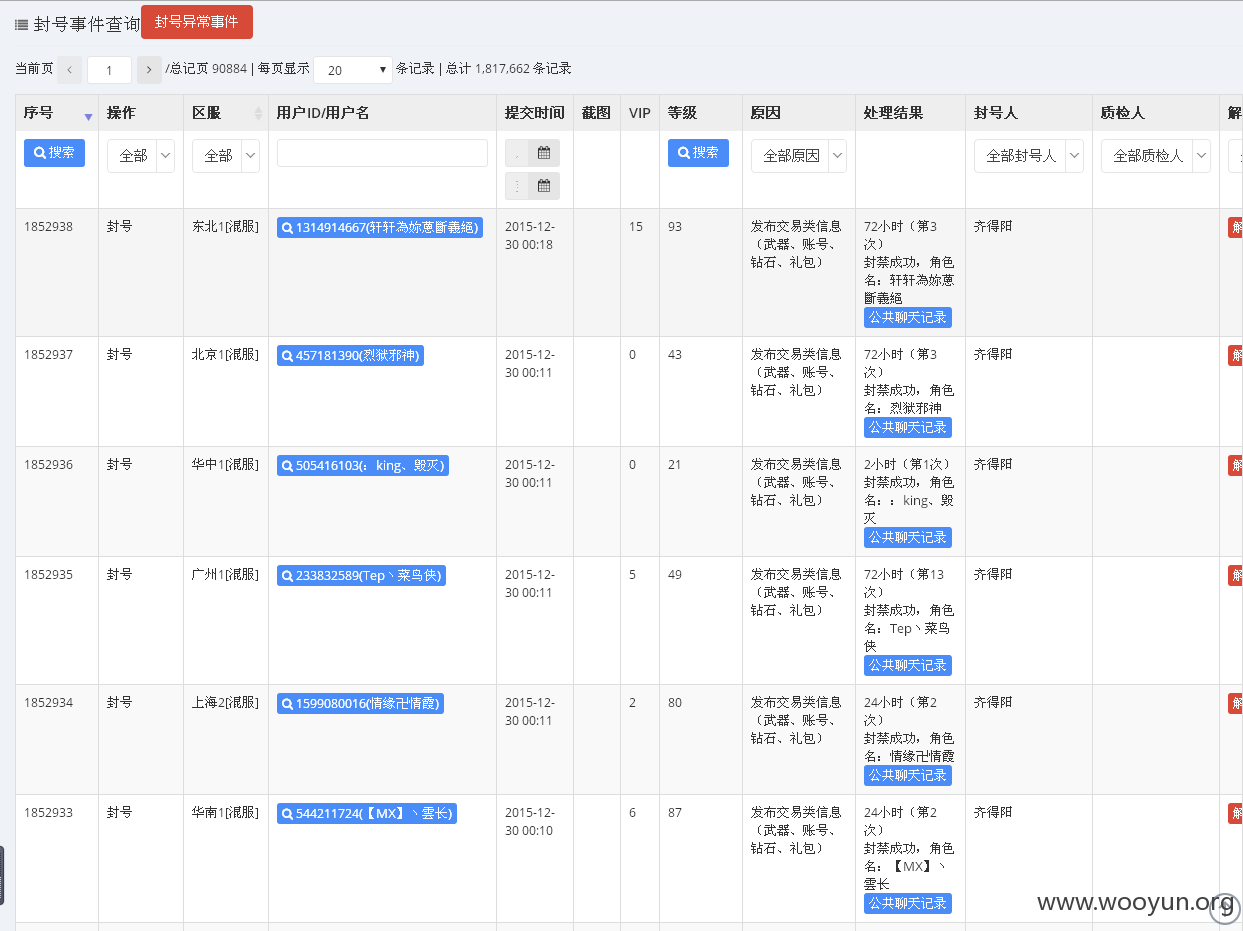 封号事件查询 封号异常事件
当前页 1 /总记页 90884 | 每页显示 20 条记录 | 总计 1,817,662 条记录
序号 操作 区服 用户ID/用户名 提交时间 截图 VIP 等级 原因 处理结果 封号人 质检人 解
搜索 全部 全部 搜索 全部原因 全部封号人 全部质检人
1852938 封号 东北1[混服] 1314914667(轩轩為妳蒽斷義絕) 2015-12- 15 93 发布交易类信息 72小时（第3 齐得阳 解
30 00:18 （武器、账号、 次）
钻石、礼包） 封禁成功，角色
名：轩轩為妳蒽
斷義絕
公共聊天记录
1852937 封号 北京1[混服] 457181390(烈狱邪神) 2015-12- 0 43 发布交易类信息 72小时（第3 齐得阳 解
30 00:11 （武器、账号、 次）
钻石、礼包） 封禁成功，角色
名：烈狱邪神
公共聊天记录
1852936 封号 华中1[混服] 505416103(：king、毁灭) 2015-12- 0 21 发布交易类信息 2小时（第1次） 齐得阳 解
30 00:11 （武器、账号、 封禁成功，角色
钻石、礼包） 名：：king、毁
灭
公共聊天记录
1852935 封号 广州1[混服] 233832589(Tep丶菜鸟侠) 2015-12- 5 49 发布交易类信息 72小时（第13 齐得阳 解
30 00:11 （武器、账号、 次）
钻石、礼包） 封禁成功，角色
名：Tep丶菜鸟
侠
公共聊天记录
1852934 封号 上海2[混服] 1599080016(情缘卍情霞) 2015-12- 2 80 发布交易类信息 24小时（第2 齐得阳 解
30 00:11 （武器、账号、 次）
钻石、礼包） 封禁成功，角色
名：情缘卍情霞
公共聊天记录
1852933 封号 华南1[混服] 544211724(【MX】丶雲长) 2015-12- 6 87 发布交易类信息 24小时（第2 齐得阳 解
30 00:10 （武器、账号、 次）
钻石、礼包） 封禁成功，角色
名：【MX】丶
雲长
公共聊天记录
www.wooyun.org